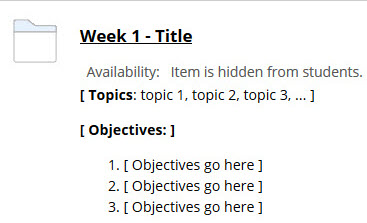 Week 1 - Title
Availability: Item is hidden from students.
[ Topics: topic 1, topic 2, topic 3, ... ]
[ Objectives: ]
1. [ Objectives go here ]
2. [ Objectives go here ]
3. [ Objectives go here ]